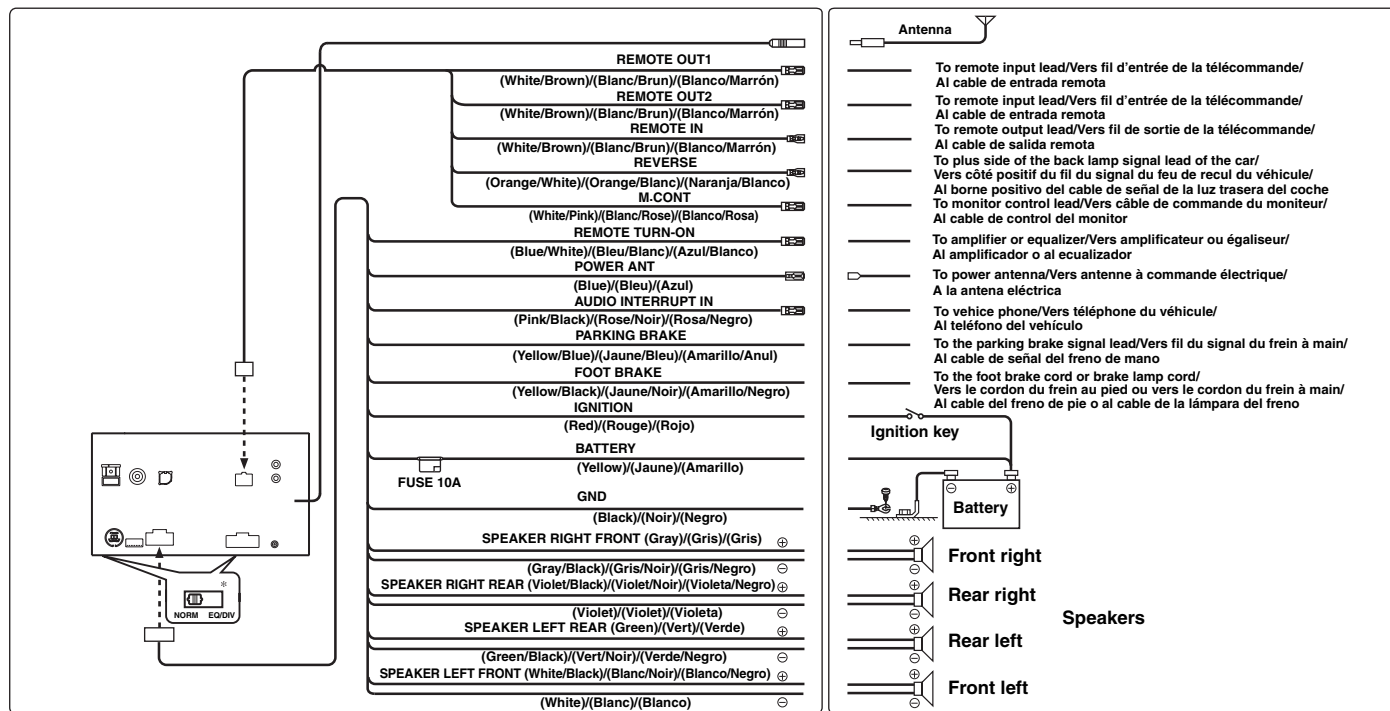 Antenna
REMOTE OUT1
(White/Brown)/(Blanc/Brun)/(Blanco/Marrón)
To remote input lead/Vers fil d'entrée de la télécommande/
Al cable de entrada remota
REMOTE OUT2
(White/Brown)/(Blanc/Brun)/(Blanco/Marrón)
To remote input lead/Vers fil d'entrée de la télécommande/
Al cable de entrada remota
REMOTE IN
(White/Brown)/(Blanc/Brun)/(Blanco/Marrón)
To remote output lead/Vers fil de sortie de la télécommande/
Al cable de salida remota
REVERSE
(Orange/White)/(Orange/Blanc)/(Naranja/Blanco)
To plus side of the back lamp signal lead of the car/
Vers côté positif du fil du signal du feu de recul du véhicule/
Al borne positivo del cable de señal de la luz trasera del coche
M.CONT
(White/Pink)/(Blanc/Rose)/(Blanco/Rosa)
To monitor control lead/Vers câble de commande du moniteur/
Al cable de control del monitor
REMOTE TURN-ON
(Blue/White)/(Bleu/Blanc)/(Azul/Blanco)
To amplifier or equalizer/Vers amplificateur ou égaliseur/
Al amplificador o al ecualizador
POWER ANT
(Blue)/(Bleu)/(Azul)
To power antenna/Vers antenne à commande électrique/
A la antena eléctrica
AUDIO INTERRUPT IN
(Pink/Black)/(Rose/Noir)/(Rosa/Negro)
To vehice phone/Vers téléphone du véhicule/
Al teléfono del vehículo
PARKING BRAKE
(Yellow/Blue)/(Jaune/Bleu)/(Amarillo/Anul)
To the parking brake signal lead/Vers fil du signal du frein à main/
Al cable de señal del freno de mano
FOOT BRAKE
(Yellow/Black)/(Jaune/Noir)/(Amarillo/Negro)
To the foot brake cord or brake lamp cord/
Vers le cordon du frein au pied ou vers le cordon du frein à main/
Al cable del freno de pie o al cable de la lámpara del freno
IGNITION
(Red)/(Rouge)/(Rojo)
Ignition key
BATTERY
(Yellow)/(Jaune)/(Amarillo)
FUSE 10A
GND
(Black)/(Noir)/(Negro)
⊖ ⊕
Battery
SPEAKER RIGHT FRONT (Gray)/(Gris)/(Gris) ⊕
(Gray/Black)/(Gris/Noir)/(Gris/Negro) ⊖
⊕
Front right
⊖
SPEAKER RIGHT REAR (Violet/Black)/(Violet/Noir)/(Violeta/Negro) ⊕
(Violet)/(Violet)/(Violeta) ⊖
⊕
Rear right
⊖
Speakers
SPEAKER LEFT REAR (Green)/(Vert)/(Verde) ⊕
(Green/Black)/(Vert/Noir)/(Verde/Negro) ⊖
⊕
Rear left
⊖
SPEAKER LEFT FRONT (White/Black)/(Blanc/Noir)/(Blanco/Negro) ⊕
(White)/(Blanc)/(Blanco) ⊖
⊕
Front left
⊖
*
NORM EQ/DIV